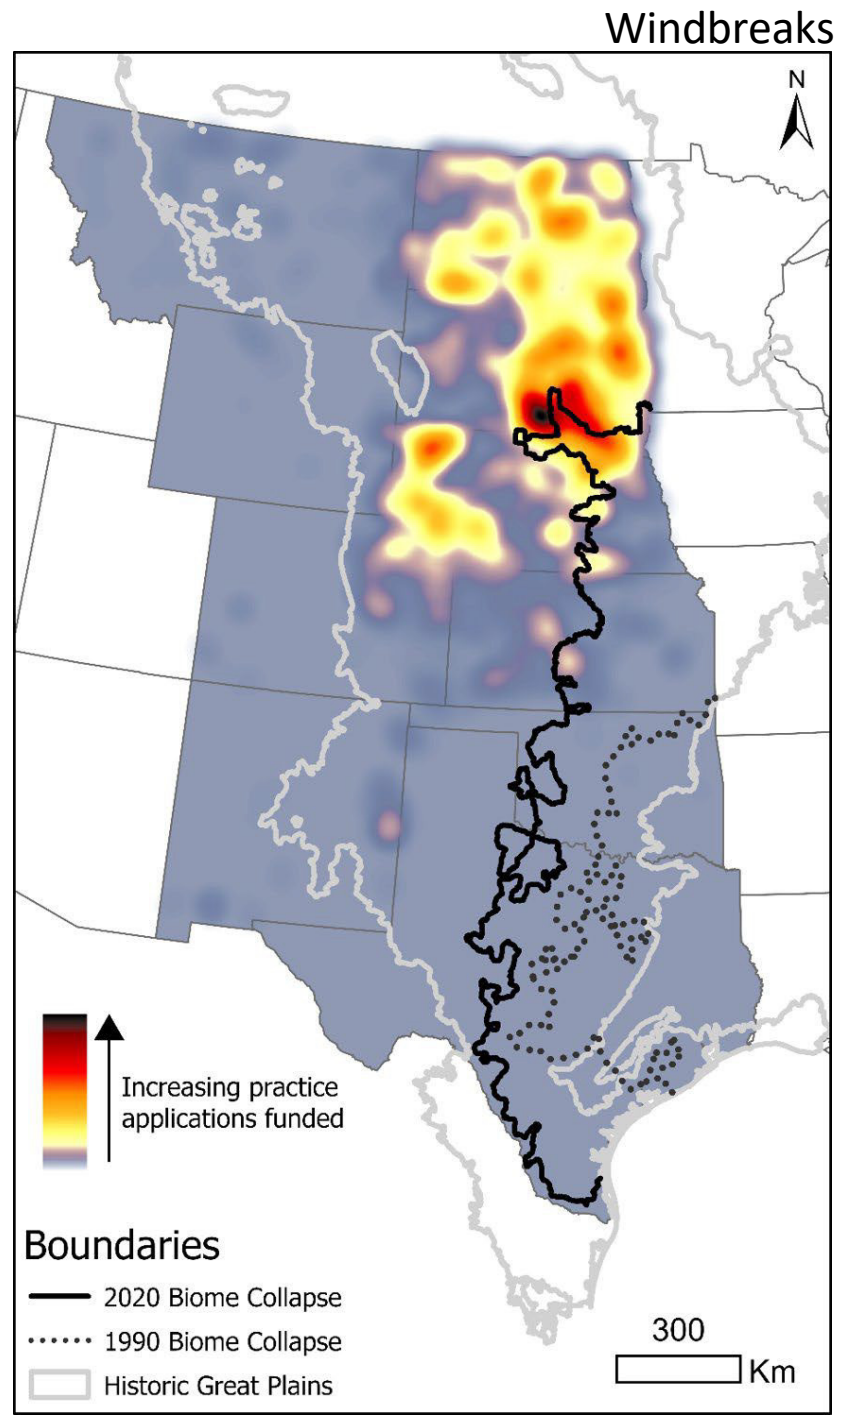 Windbreaks
N
Increasing practice
applications funded
Boundaries
2020 Biome Collapse
1990 Biome Collapse
Historic Great Plains
300
Km